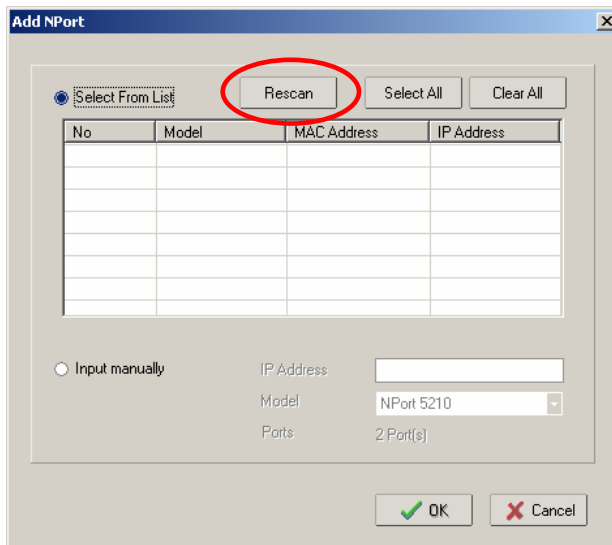 Add NPort
Select From List Rescan Select All Clear All
No Model MAC Address IP Address
Input manually IP Address
Model NPort 5210
Ports 2 Port(s)
OK Cancel